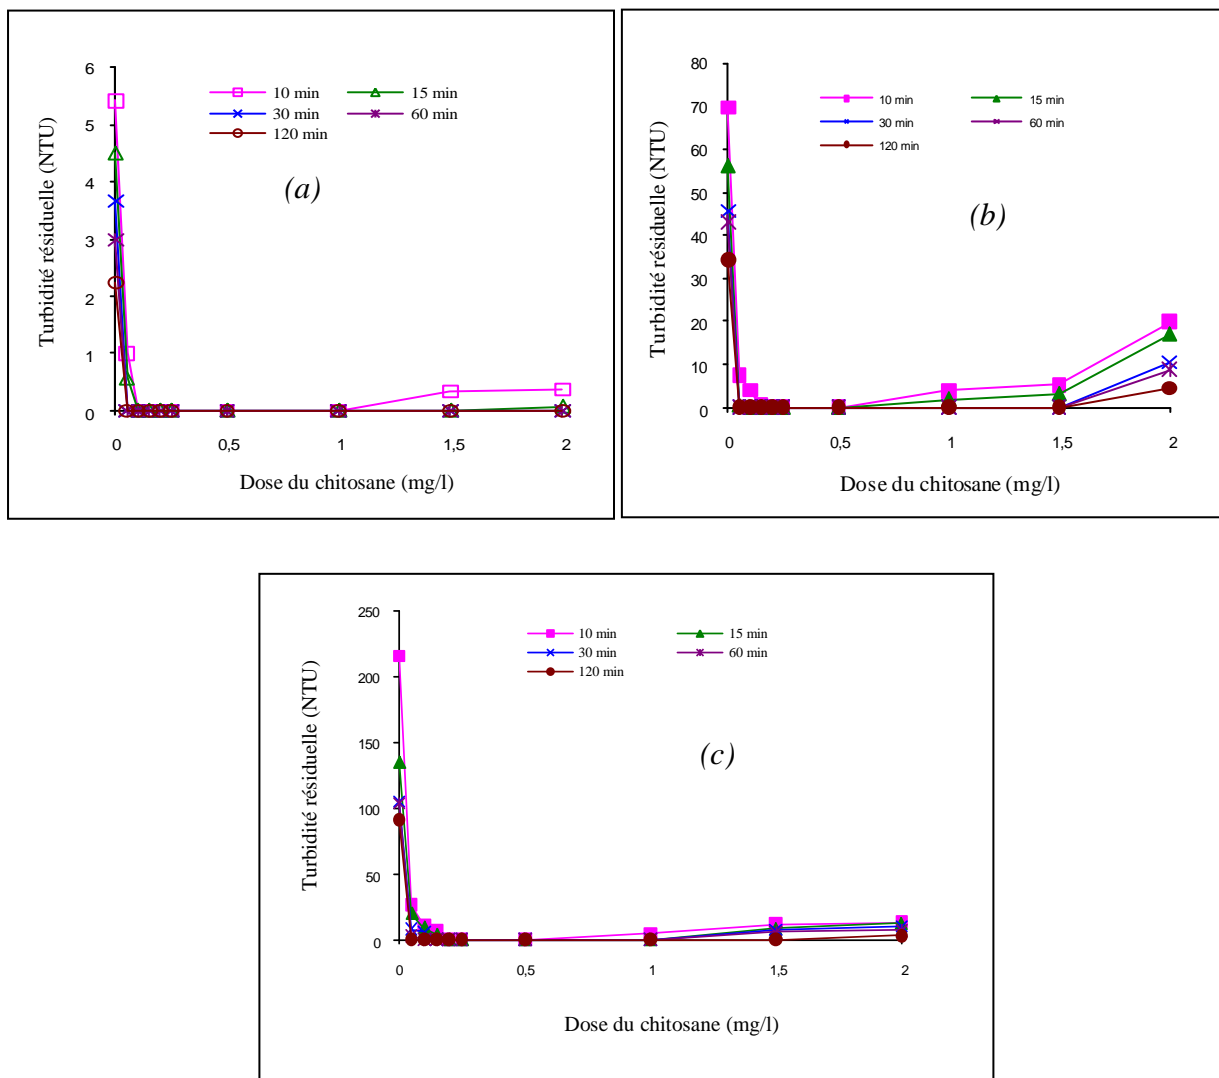 6
5
4
3
2
1
0
0
0,5
1
1,5
2
Turbidité résiduelle (NTU)
Dose du chitosane (mg/l)
10 min
15 min
30 min
60 min
120 min
(a)
80
70
60
50
40
30
20
10
0
0
0,5
1
1,5
2
Turbidité résiduelle (NTU)
Dose du chitosane (mg/l)
10 min
15 min
30 min
60 min
120 min
(b)
250
200
150
100
50
0
0
0,5
1
1,5
2
Turbidité résiduelle (NTU)
Dose du chitosane (mg/l)
10 min
15 min
30 min
60 min
120 min
(c)